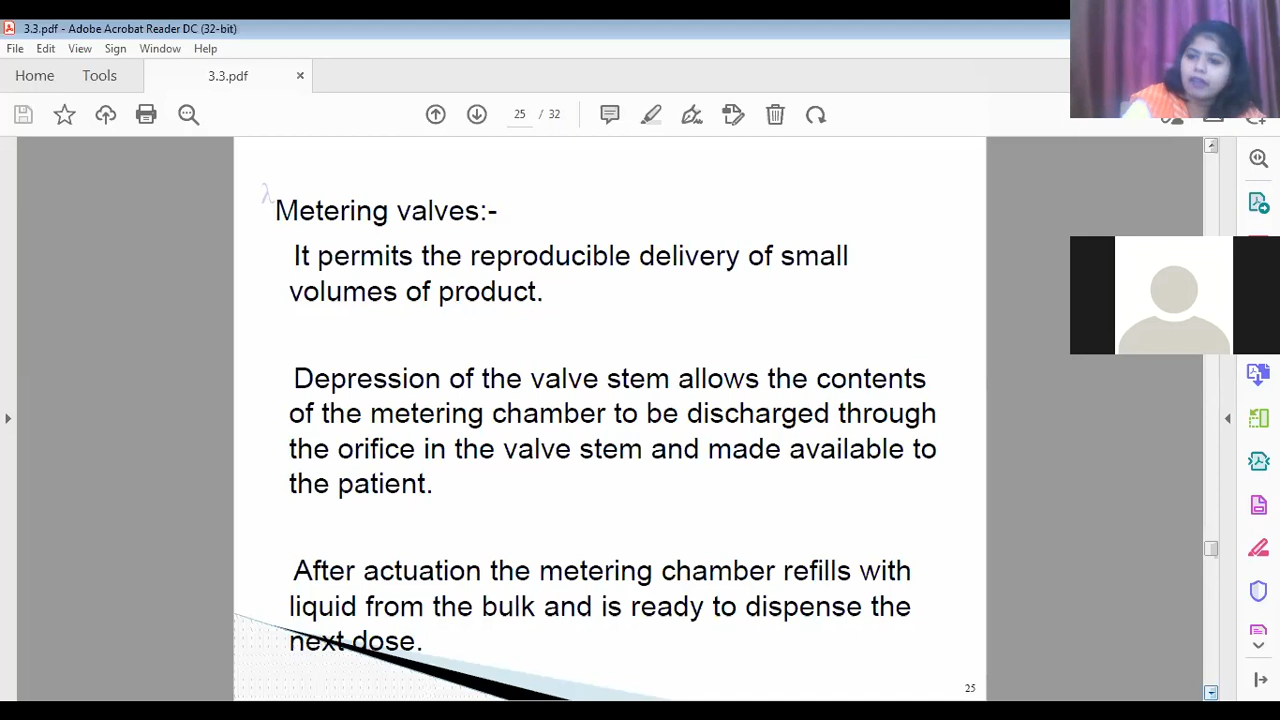 3.3.pdf - Adobe Acrobat Reader DC (32-bit)
File Edit View Sign Window Help
Home Tools 3.3.pdf ×
25 / 32
λ
Metering valves:-
It permits the reproducible delivery of small
volumes of product.
Depression of the valve stem allows the contents
of the metering chamber to be discharged through
the orifice in the valve stem and made available to
the patient.
After actuation the metering chamber refills with
liquid from the bulk and is ready to dispense the
next dose.
25